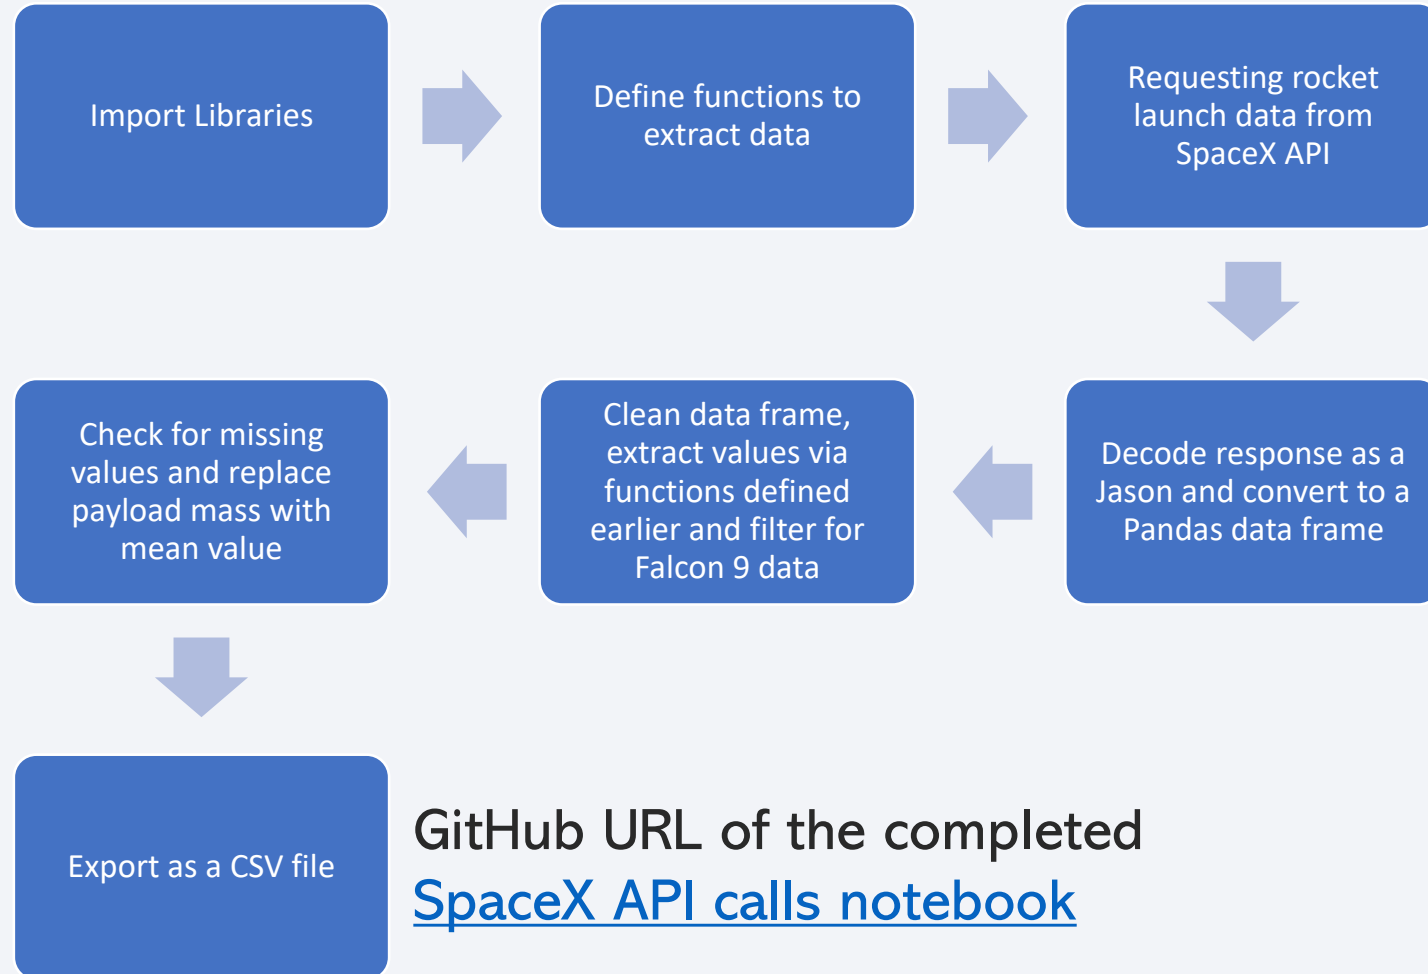 Import Libraries
Define functions to
extract data
Requesting rocket
launch data from
SpaceX API
Decode response as a
Jason and convert to a
Pandas data frame
Clean data frame,
extract values via
functions defined
earlier and filter for
Falcon 9 data
Check for missing
values and replace
payload mass with
mean value
Export as a CSV file
GitHub URL of the completed
SpaceX API calls notebook